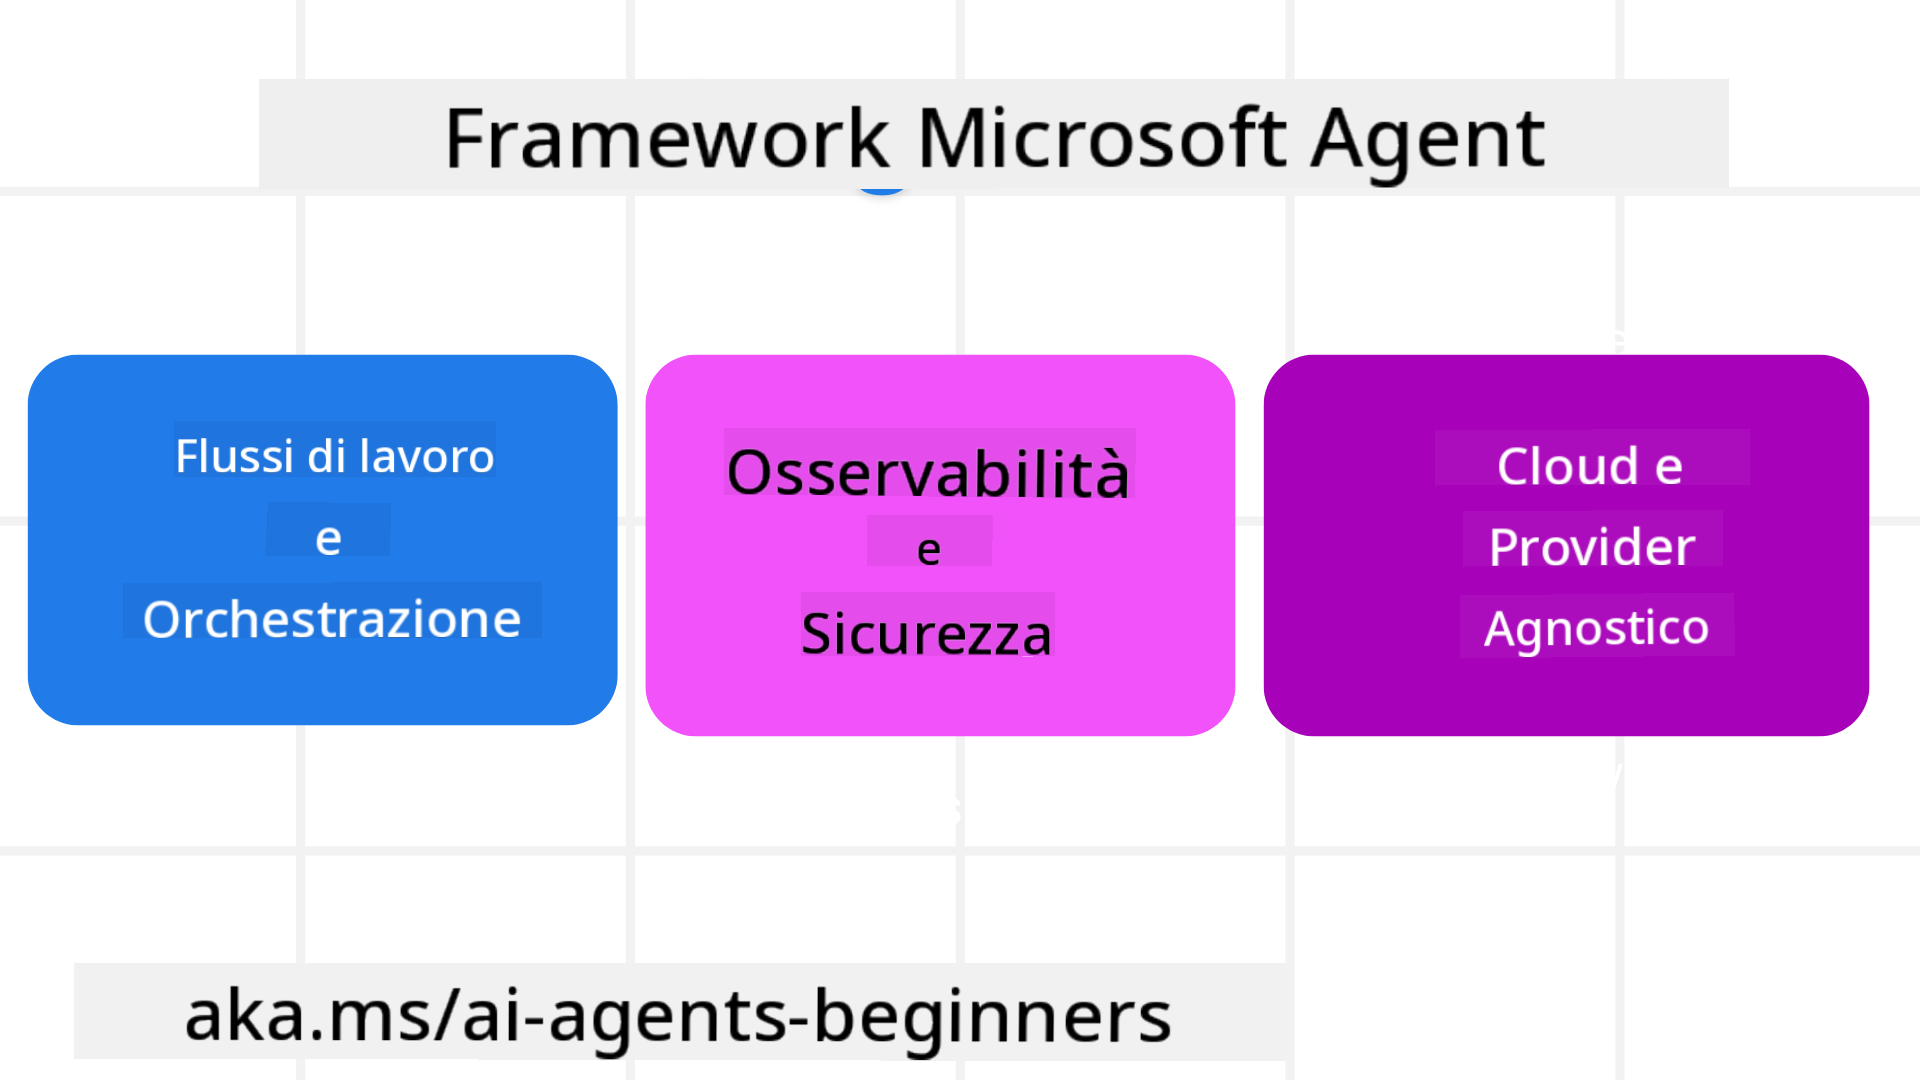 Framework Microsoft Agent
Flussi di lavoro
e
Orchestrazione
Osservabilità
e
Sicurezza
Cloud e
Provider
Agnostico
aka.ms/ai-agents-beginners